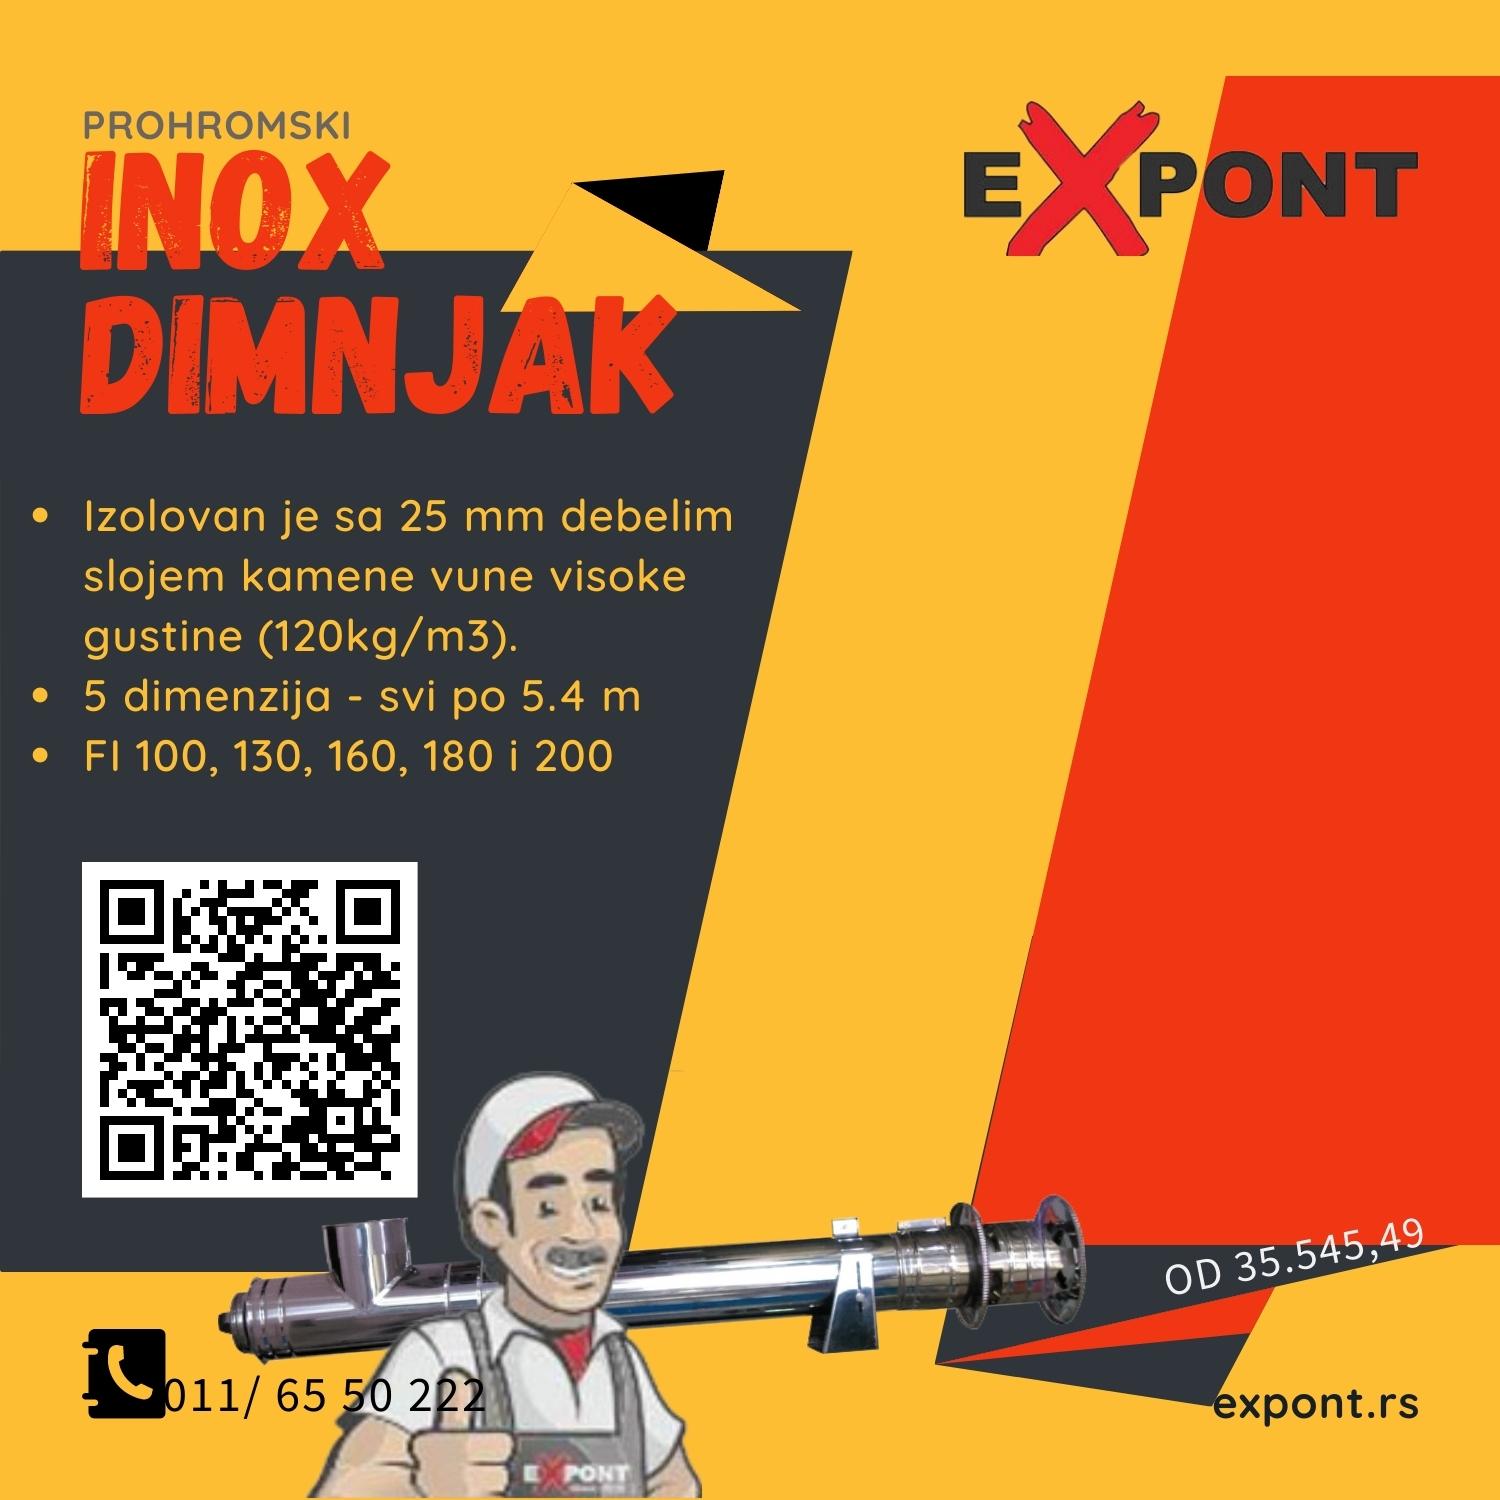 PROHROMSKI
INOX
DIMNJAK
EXPONT
Izolovan je sa 25 mm debelim
slojem kamene vune visoke
gustine (120kg/m3).
5 dimenzija - svi po 5.4 m
FI 100, 130, 160, 180 i 200
OD 35.545,49
011/ 65 50 222
expont.rs
EXPONT